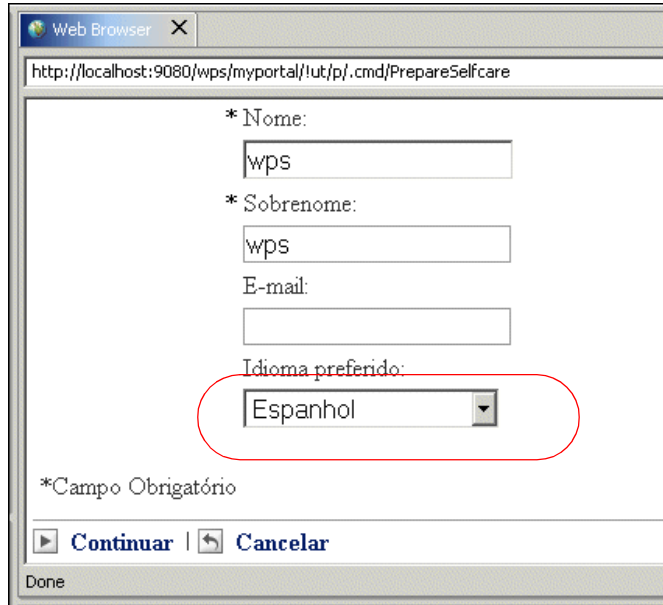 Web Browser X
http://localhost:9080/wps/myportal/!ut/p/.cmd/PrepareSelfcare
* Nome:
wps
* Sobrenome:
wps
E-mail:
Idioma preferido:
Espanhol
*Campo Obrigatório
Continuar | Cancelar
Done